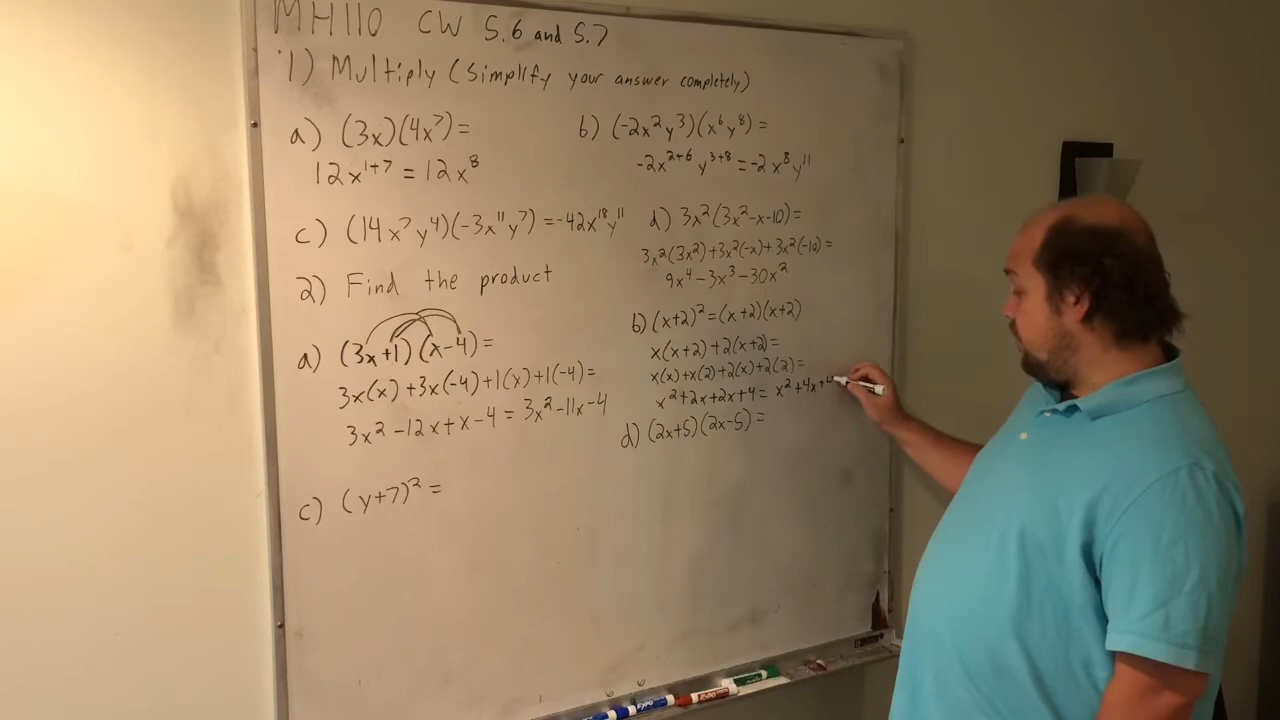 MH110 CW 5.6 and 5.7
1) Multiply (Simplify your answer completely)
a) (3x)(4x⁷)=
12x¹⁺⁷ = 12x⁸
b) (-2x²y³)(x⁶y⁸) =
-2x²⁺⁶ y³⁺⁸ = -2x⁸y¹¹
c) (14x⁷y⁴)(-3x¹¹y⁷) = -42x¹⁸y¹¹
d) 3x²(3x²-x-10)=
3x²(3x²)+3x²(-x)+3x²(-10)=
9x⁴-3x³-30x²
2) Find the product
a) (3x+1)(x-4)=
3x(x)+3x(-4)+1(x)+1(-4)=
3x²-12x+x-4 = 3x²-11x-4
b) (x+2)²=(x+2)(x+2)
x(x+2)+2(x+2)=
x(x)+x(2)+2(x)+2(2)=
x²+2x+2x+4= x²+4x+4
c) (y+7)² =
d) (2x+5)(2x-5)=